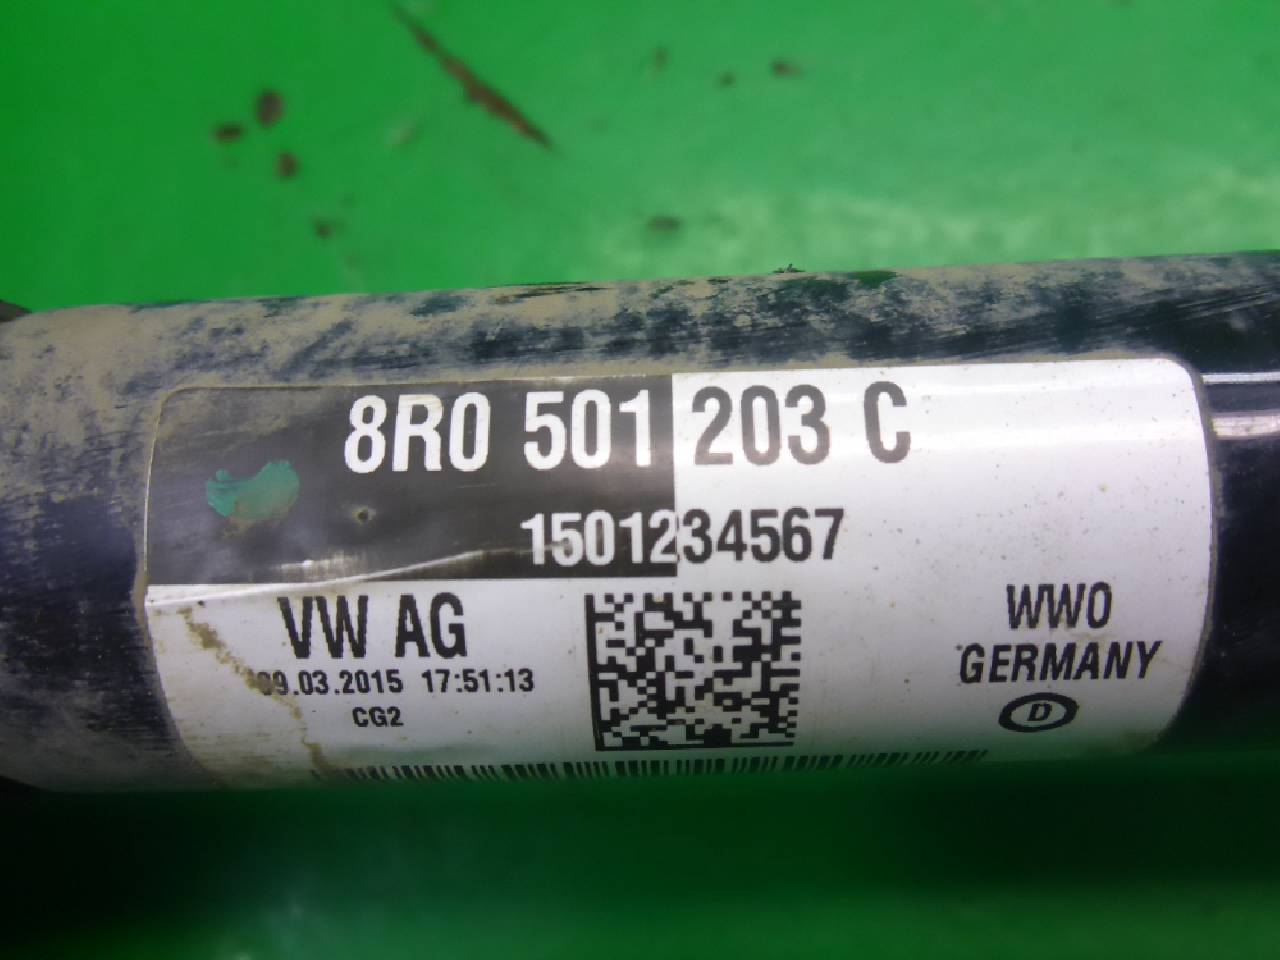 8R0 501 203 C
1501234567
VW AG
09.03.2015 17:51:13
CG2
WWO
GERMANY
D